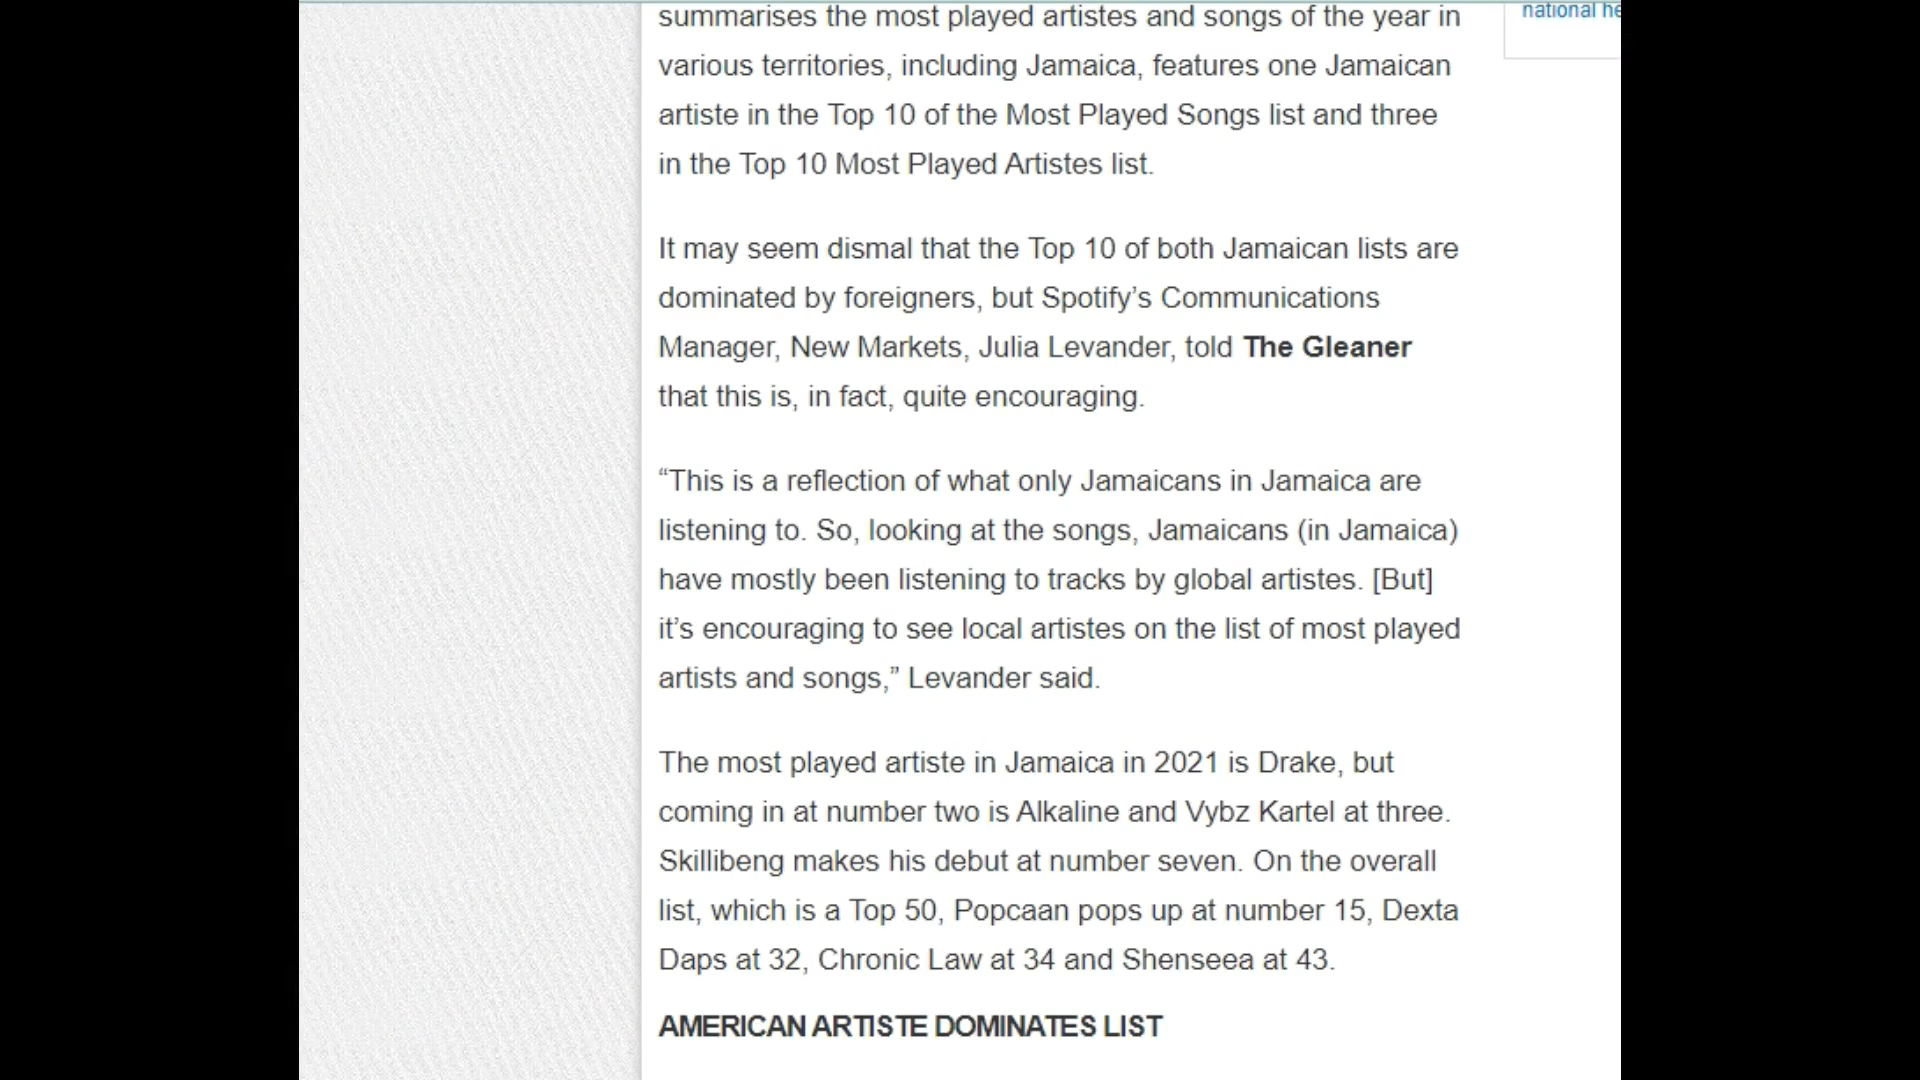 summarises the most played artistes and songs of the year in
various territories, including Jamaica, features one Jamaican
artiste in the Top 10 of the Most Played Songs list and three
in the Top 10 Most Played Artistes list.
It may seem dismal that the Top 10 of both Jamaican lists are
dominated by foreigners, but Spotify’s Communications
Manager, New Markets, Julia Levander, told The Gleaner
that this is, in fact, quite encouraging.
“This is a reflection of what only Jamaicans in Jamaica are
listening to. So, looking at the songs, Jamaicans (in Jamaica)
have mostly been listening to tracks by global artistes. [But]
it’s encouraging to see local artistes on the list of most played
artists and songs,” Levander said.
The most played artiste in Jamaica in 2021 is Drake, but
coming in at number two is Alkaline and Vybz Kartel at three.
Skillibeng makes his debut at number seven. On the overall
list, which is a Top 50, Popcaan pops up at number 15, Dexta
Daps at 32, Chronic Law at 34 and Shenseea at 43.
AMERICAN ARTISTE DOMINATES LIST
national